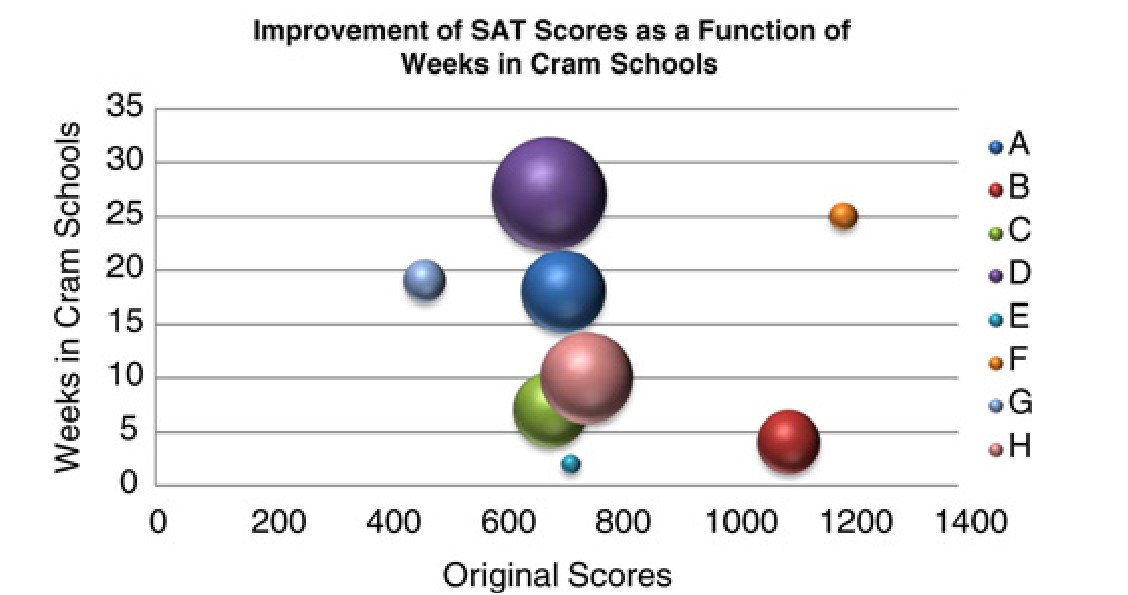 Improvement of SAT Scores as a Function of
Weeks in Cram Schools
Weeks in Cram Schools
35
30
25
20
15
10
5
0
0 200 400 600 800 1000 1200 1400
Original Scores
A
B
C
D
E
F
G
H